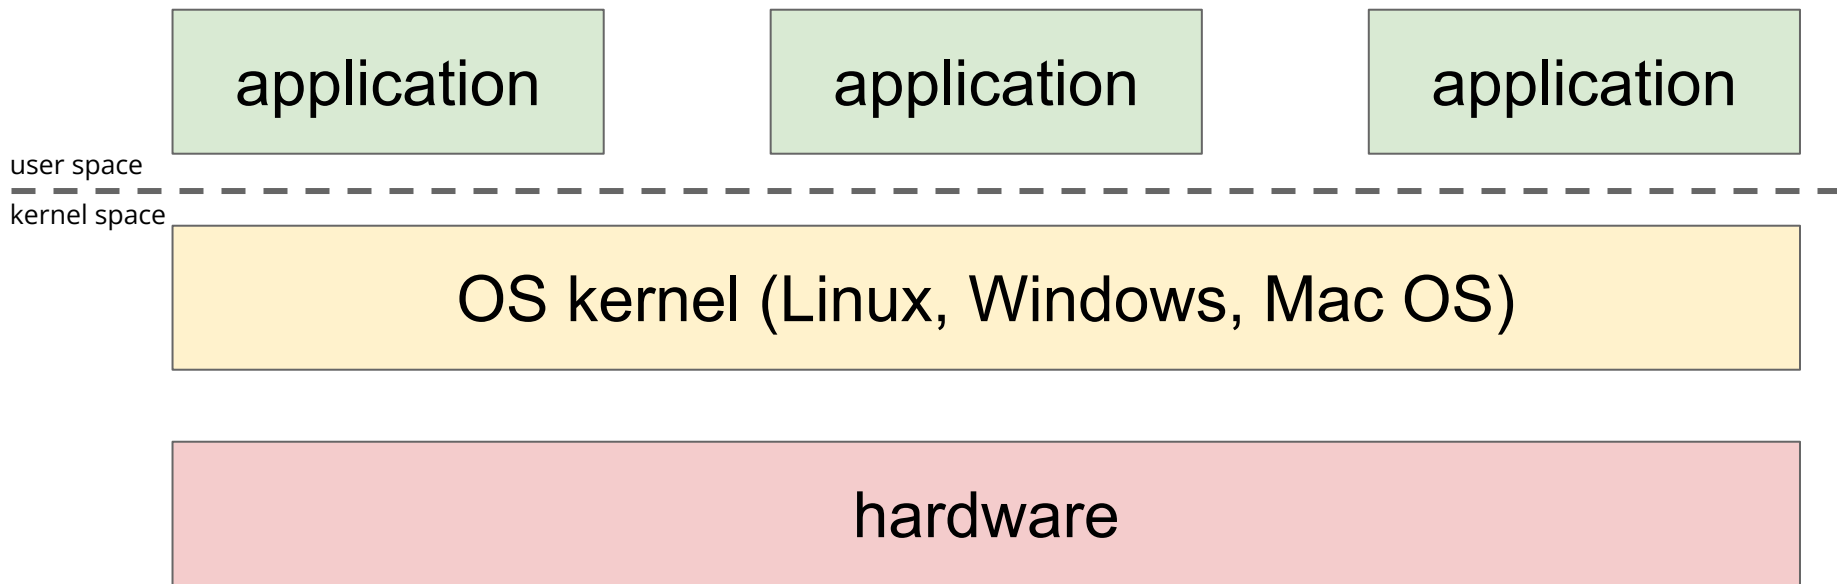 application
application
application
user space
kernel space
OS kernel (Linux, Windows, Mac OS)
hardware